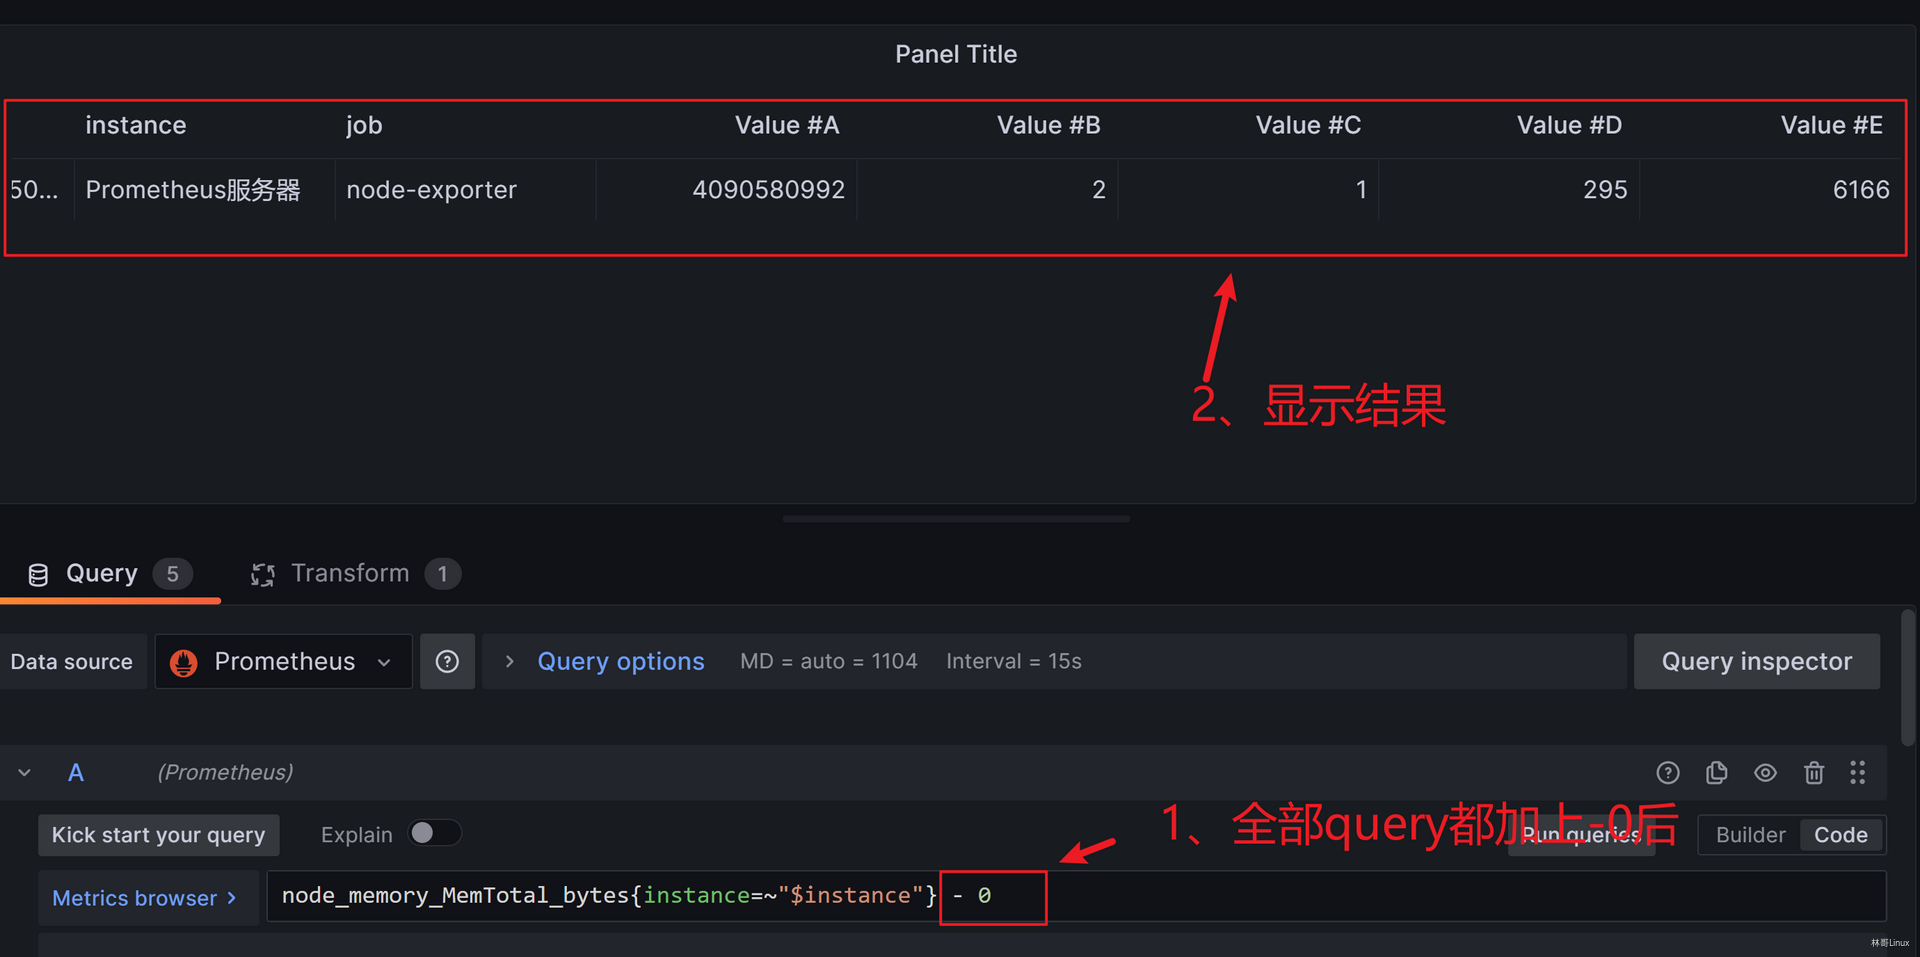 Panel Title
instance job Value #A Value #B Value #C Value #D Value #E
50... Prometheus服务器 node-exporter 4090580992 2 1 295 6166
2、显示结果
Query 5 Transform 1
Data source Prometheus Query options MD = auto = 1104 Interval = 15s Query inspector
A (Prometheus)
1、全部query都加上-0后
Kick start your query Explain Run queries Builder Code
Metrics browser > node_memory_MemTotal_bytes{instance=~"$instance"} - 0
林哥Linux